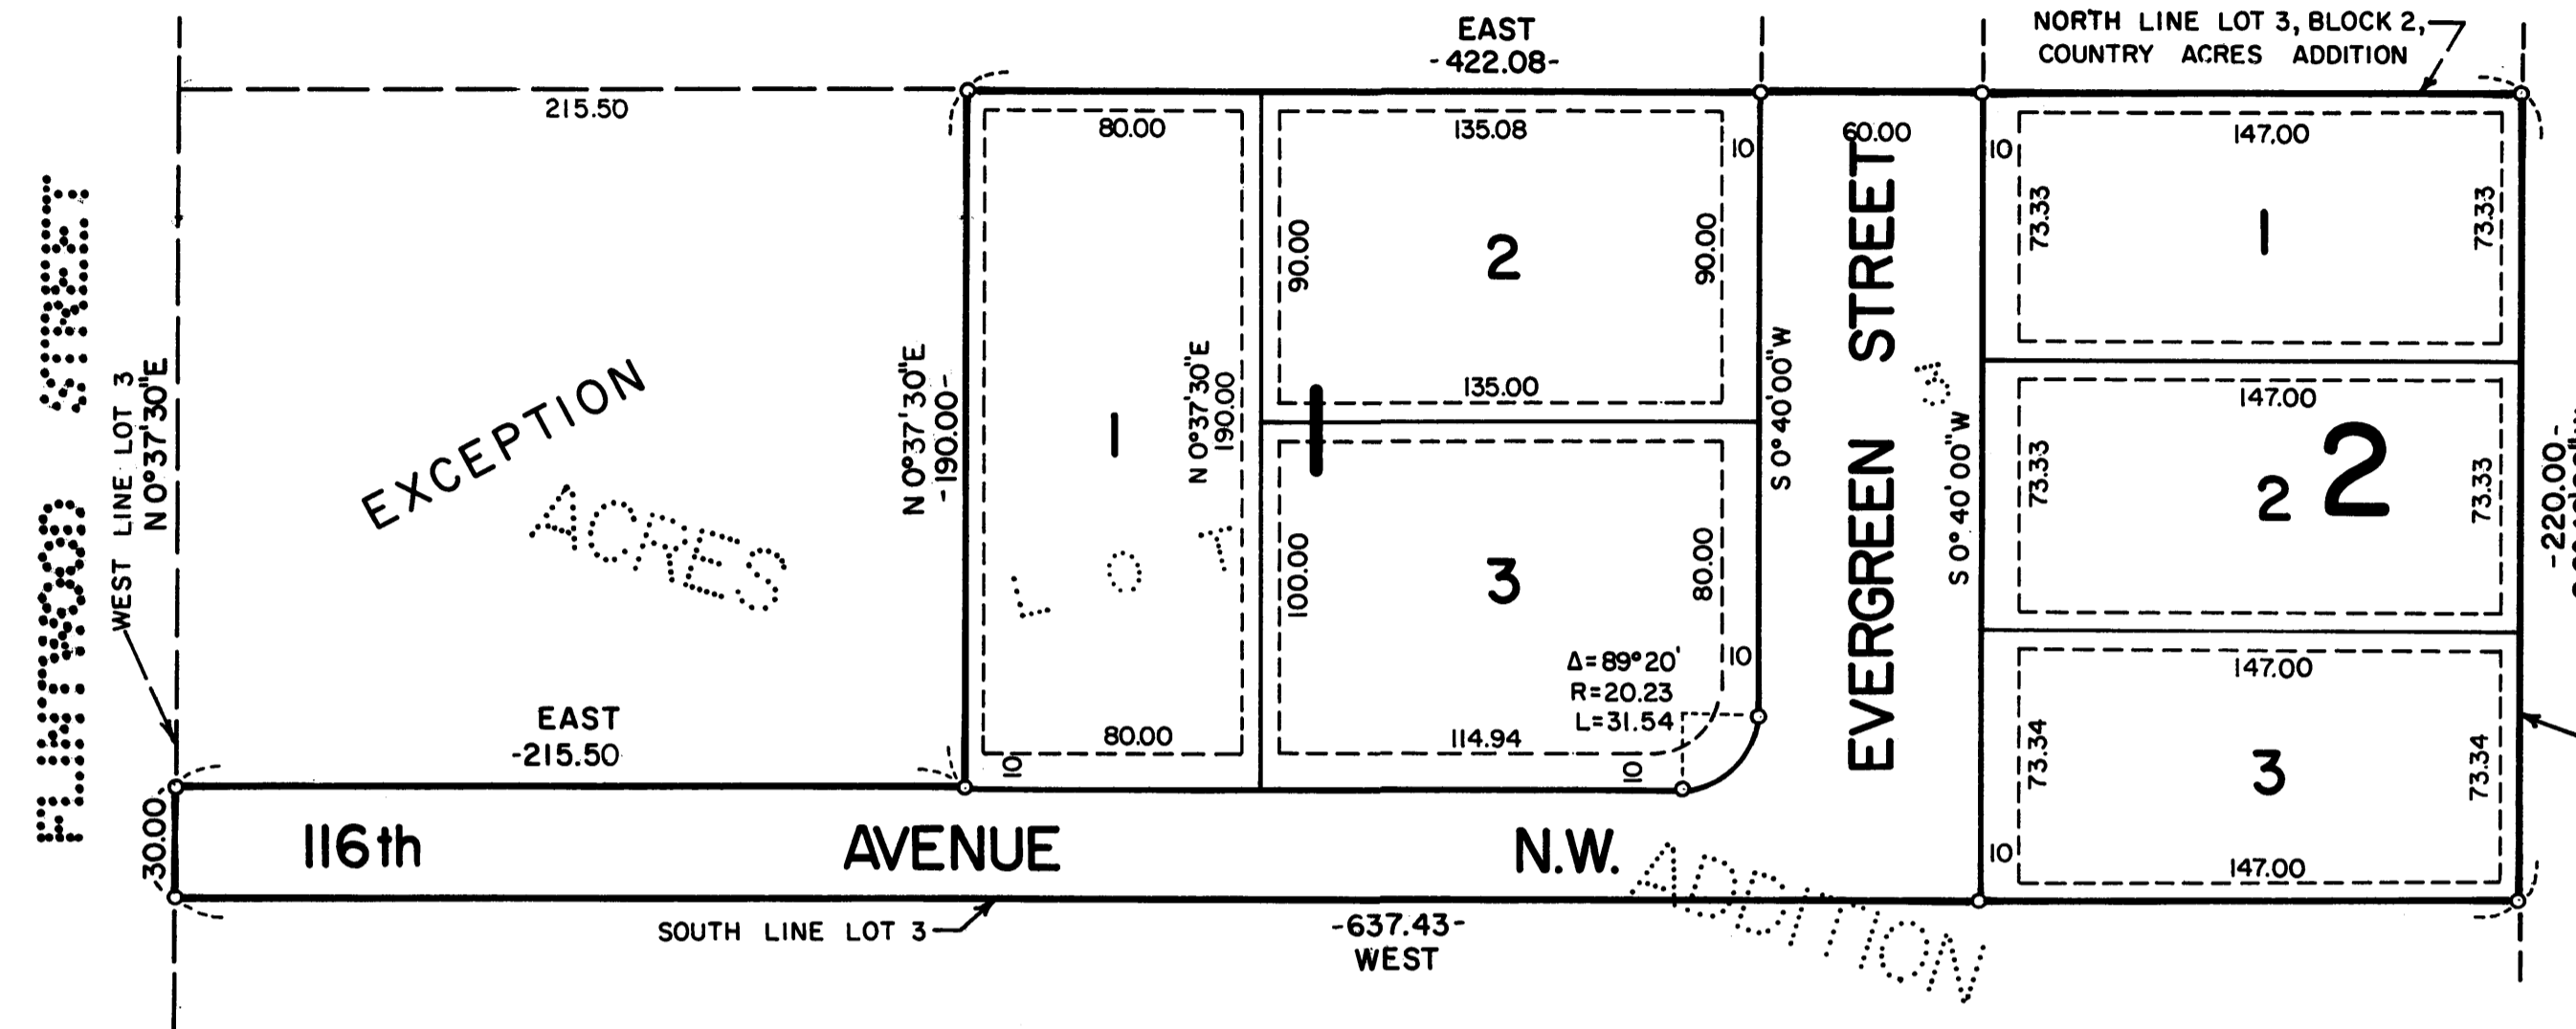 EAST
-422.08-
NORTH LINE LOT 3, BLOCK 2,
COUNTRY ACRES ADDITION
215.50
80.00
135.08
10
60.00
10
147.00
FLINTWOOD STREET
WEST LINE LOT 3
N 0°37'30"E
EXCEPTION
ACRES
N 0°37'30"E
-190.00-
1
N 0°37'30"E
190.00
LOT
90.00
2
90.00
135.00
1
S 0°40'00"W
EVERGREEN STREET
3
S 0°40'00"W
73.33
1
73.33
147.00
73.33
2
2
73.33
-220.00-
100.00
3
80.00
Δ=89°20'
R=20.23
L=31.54
10
147.00
EAST
-215.50
80.00
10
114.94
10
73.34
3
73.34
10
147.00
30.00
116th AVENUE N.W.
ADDITION
SOUTH LINE LOT 3
-637.43-
WEST